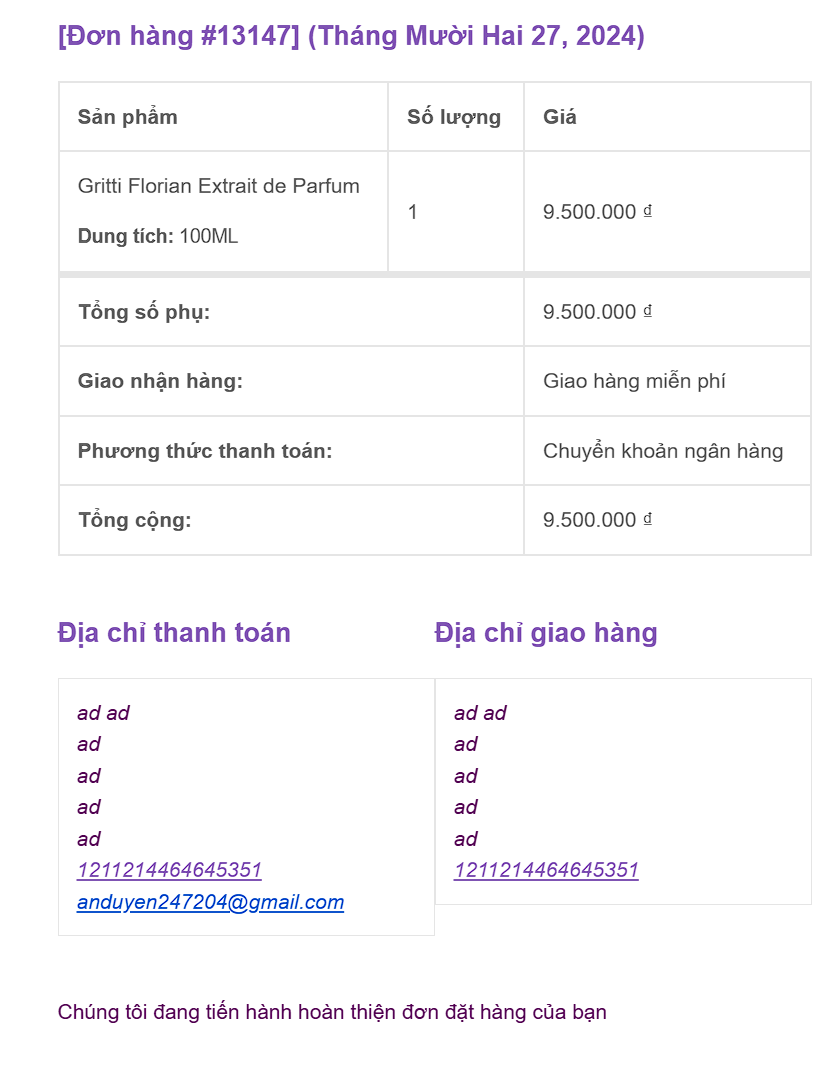 [Đơn hàng #13147] (Tháng Mười Hai 27, 2024)
Sản phẩm Số lượng Giá
Gritti Florian Extrait de Parfum
Dung tích: 100ML
1
9.500.000 ₫
Tổng số phụ: 9.500.000 ₫
Giao nhận hàng: Giao hàng miễn phí
Phương thức thanh toán: Chuyển khoản ngân hàng
Tổng cộng: 9.500.000 ₫
Địa chỉ thanh toán
ad ad
ad
ad
ad
ad
1211214464645351
anduyen247204@gmail.com
Địa chỉ giao hàng
ad ad
ad
ad
ad
ad
1211214464645351
Chúng tôi đang tiến hành hoàn thiện đơn đặt hàng của bạn